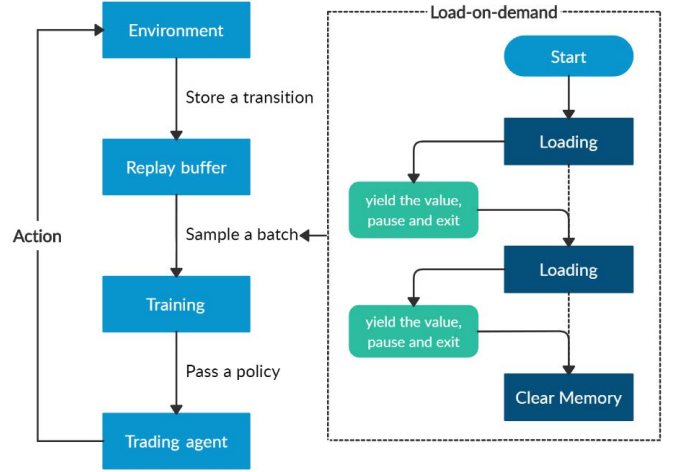 Environment
Store a transition
Replay buffer
Sample a batch
Action
Training
Pass a policy
Trading agent
Load-on-demand
Start
Loading
yield the value,
pause and exit
Loading
yield the value,
pause and exit
Clear Memory